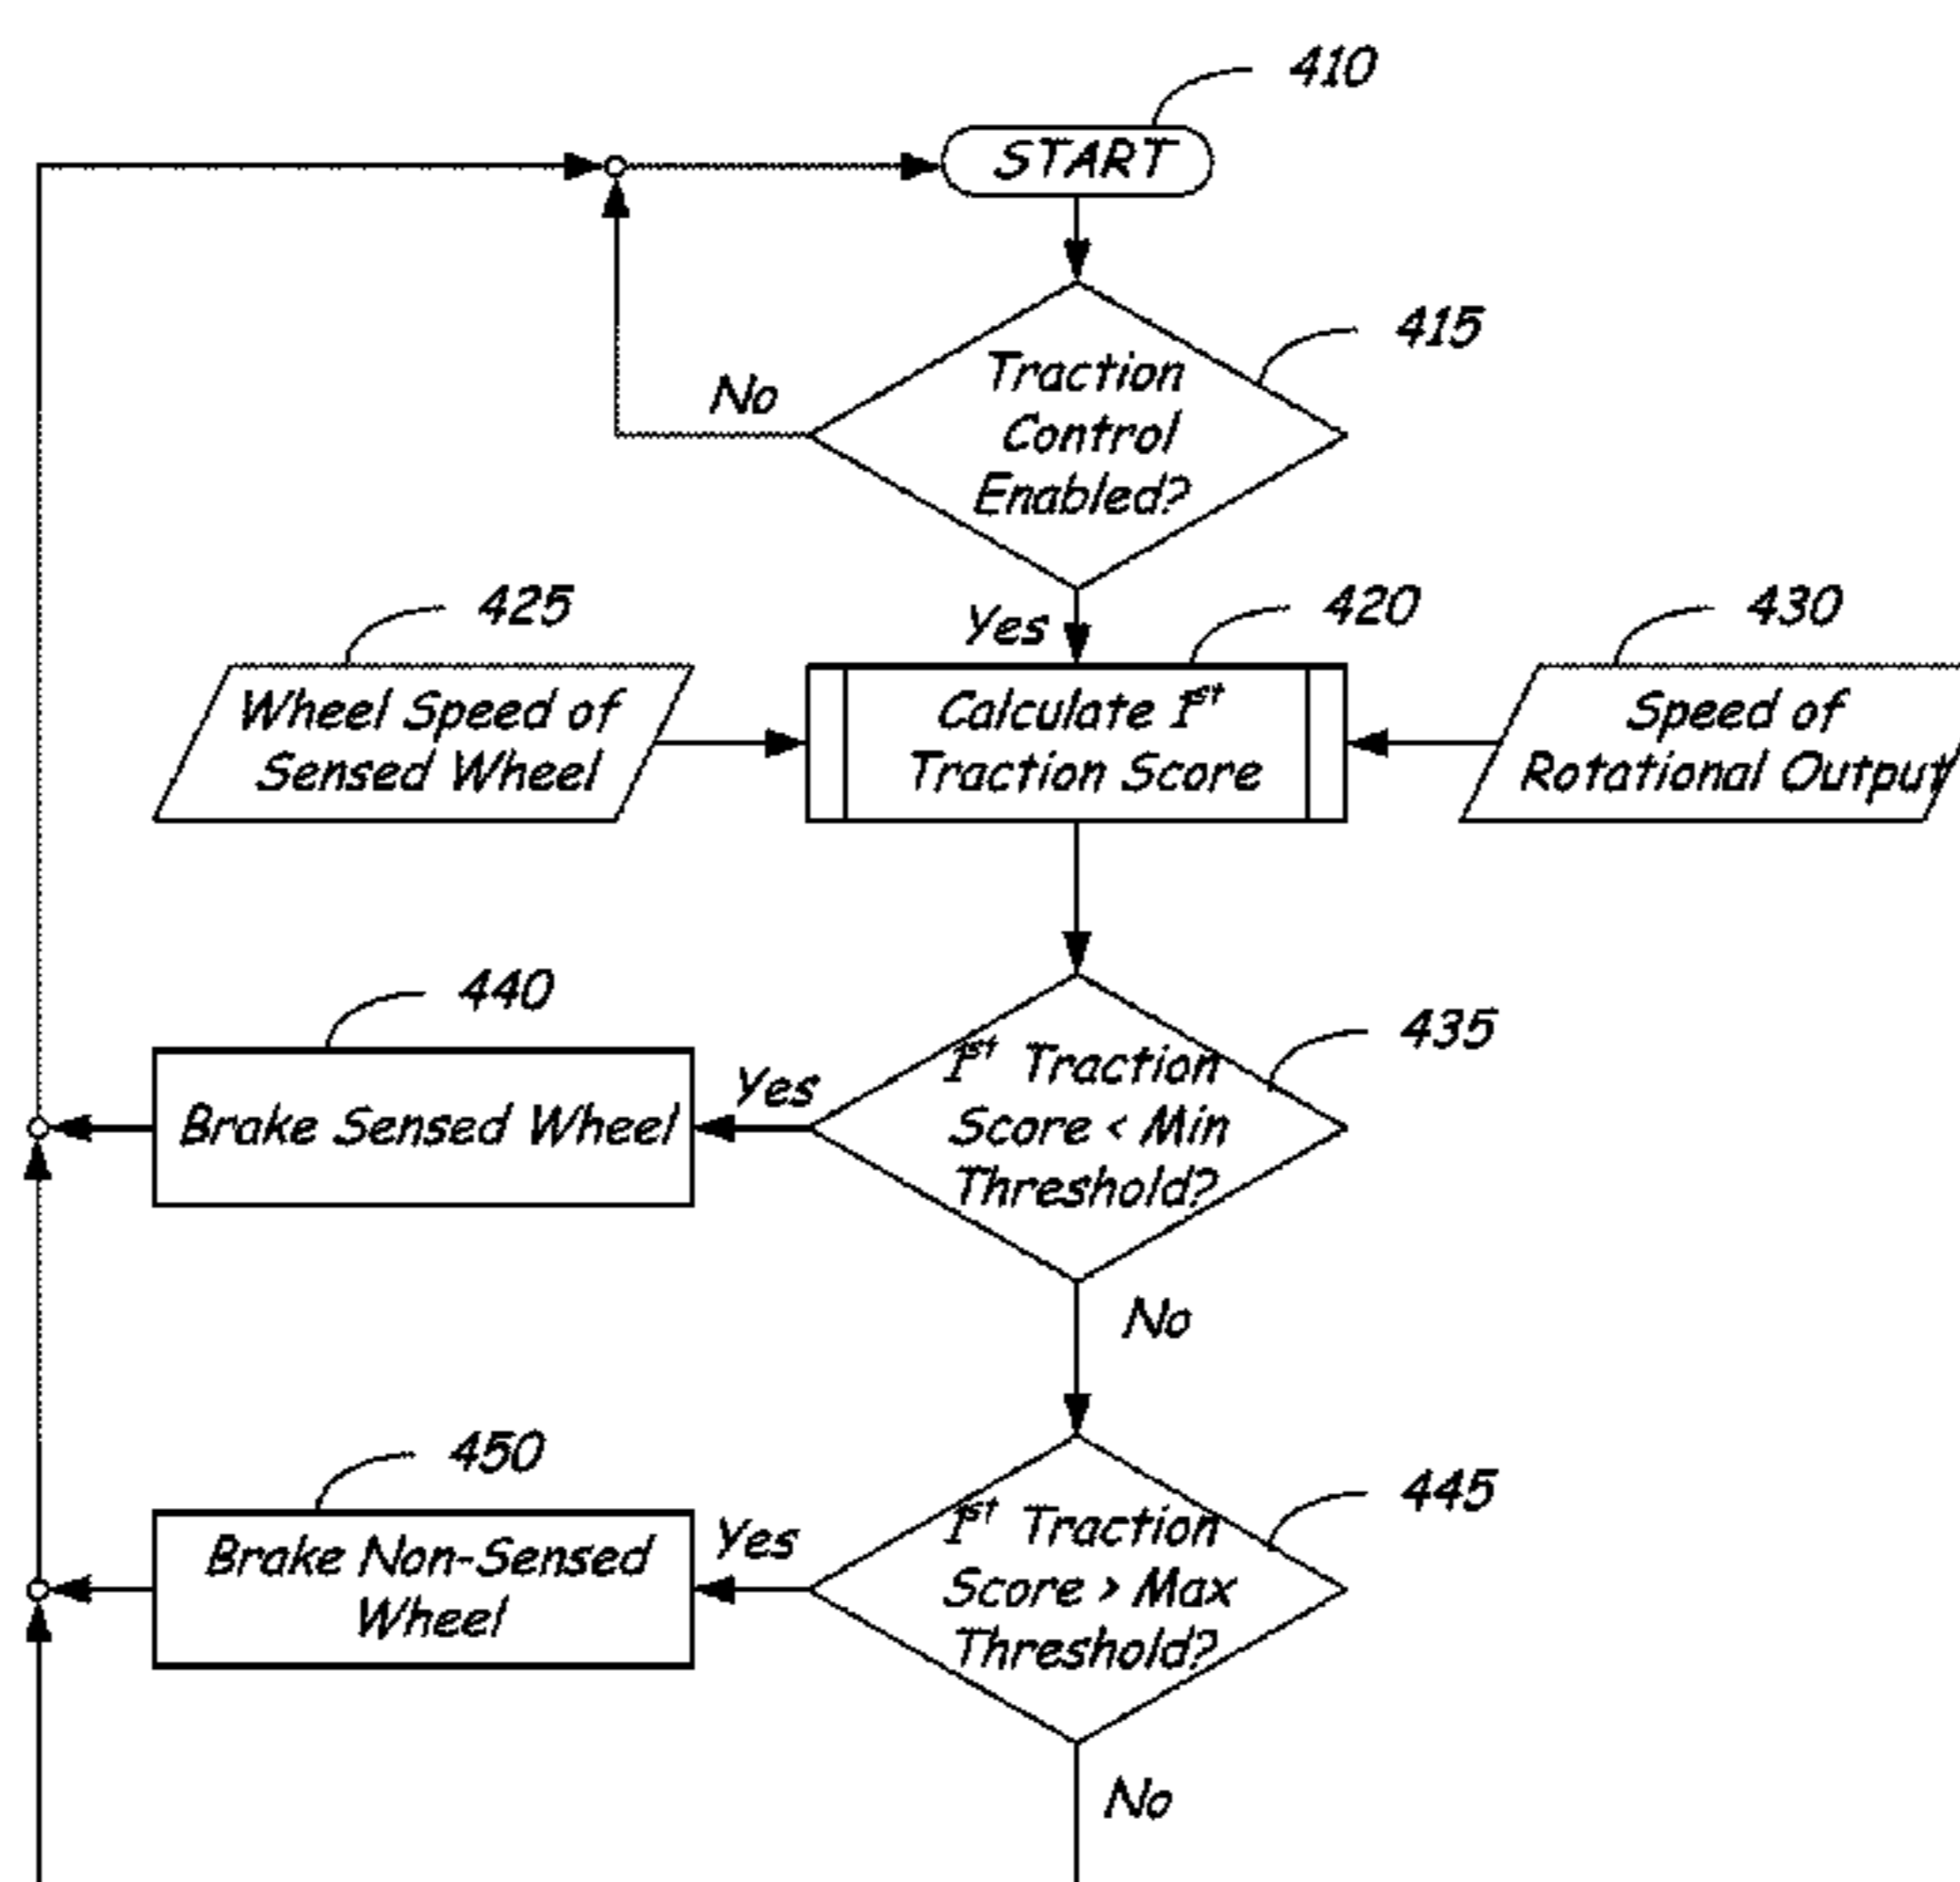 410
START
415
Traction
Control
Enabled?
No
Yes
425
420
430
Wheel Speed of
Sensed Wheel
Calculate 1st
Traction Score
Speed of
Rotational Output
440
435
Brake Sensed Wheel
Yes
1st Traction
Score < Min
Threshold?
No
450
445
Brake Non-Sensed
Wheel
Yes
1st Traction
Score > Max
Threshold?
No